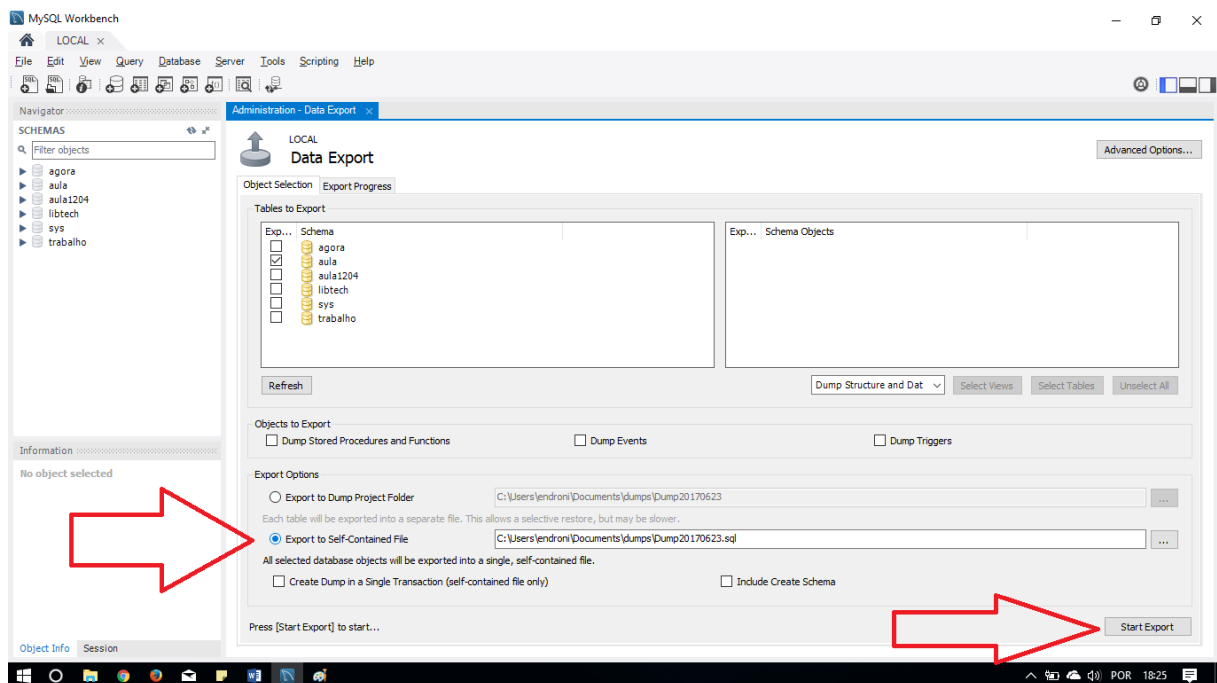 MySQL Workbench
LOCAL
File Edit View Query Database Server Tools Scripting Help
Navigator
SCHEMAS
Filter objects
agora
aula
aula1204
libtech
sys
trabalho
Information
No object selected
Object Info Session
Administration - Data Export
LOCAL
Data Export
Advanced Options...
Object Selection Export Progress
Tables to Export
Exp... Schema
agora
aula
aula1204
libtech
sys
trabalho
Exp... Schema Objects
Refresh
Dump Structure and Dat Select Views Select Tables Unselect All
Objects to Export
Dump Stored Procedures and Functions Dump Events Dump Triggers
Export Options
Export to Dump Project Folder C:\Users\endroni\Documents\dumps\Dump20170623 ...
Each table will be exported into a separate file. This allows a selective restore, but may be slower.
Export to Self-Contained File C:\Users\endroni\Documents\dumps\Dump20170623.sql ...
All selected database objects will be exported into a single, self-contained file.
Create Dump in a Single Transaction (self-contained file only) Include Create Schema
Press [Start Export] to start...
Start Export
POR 18:25